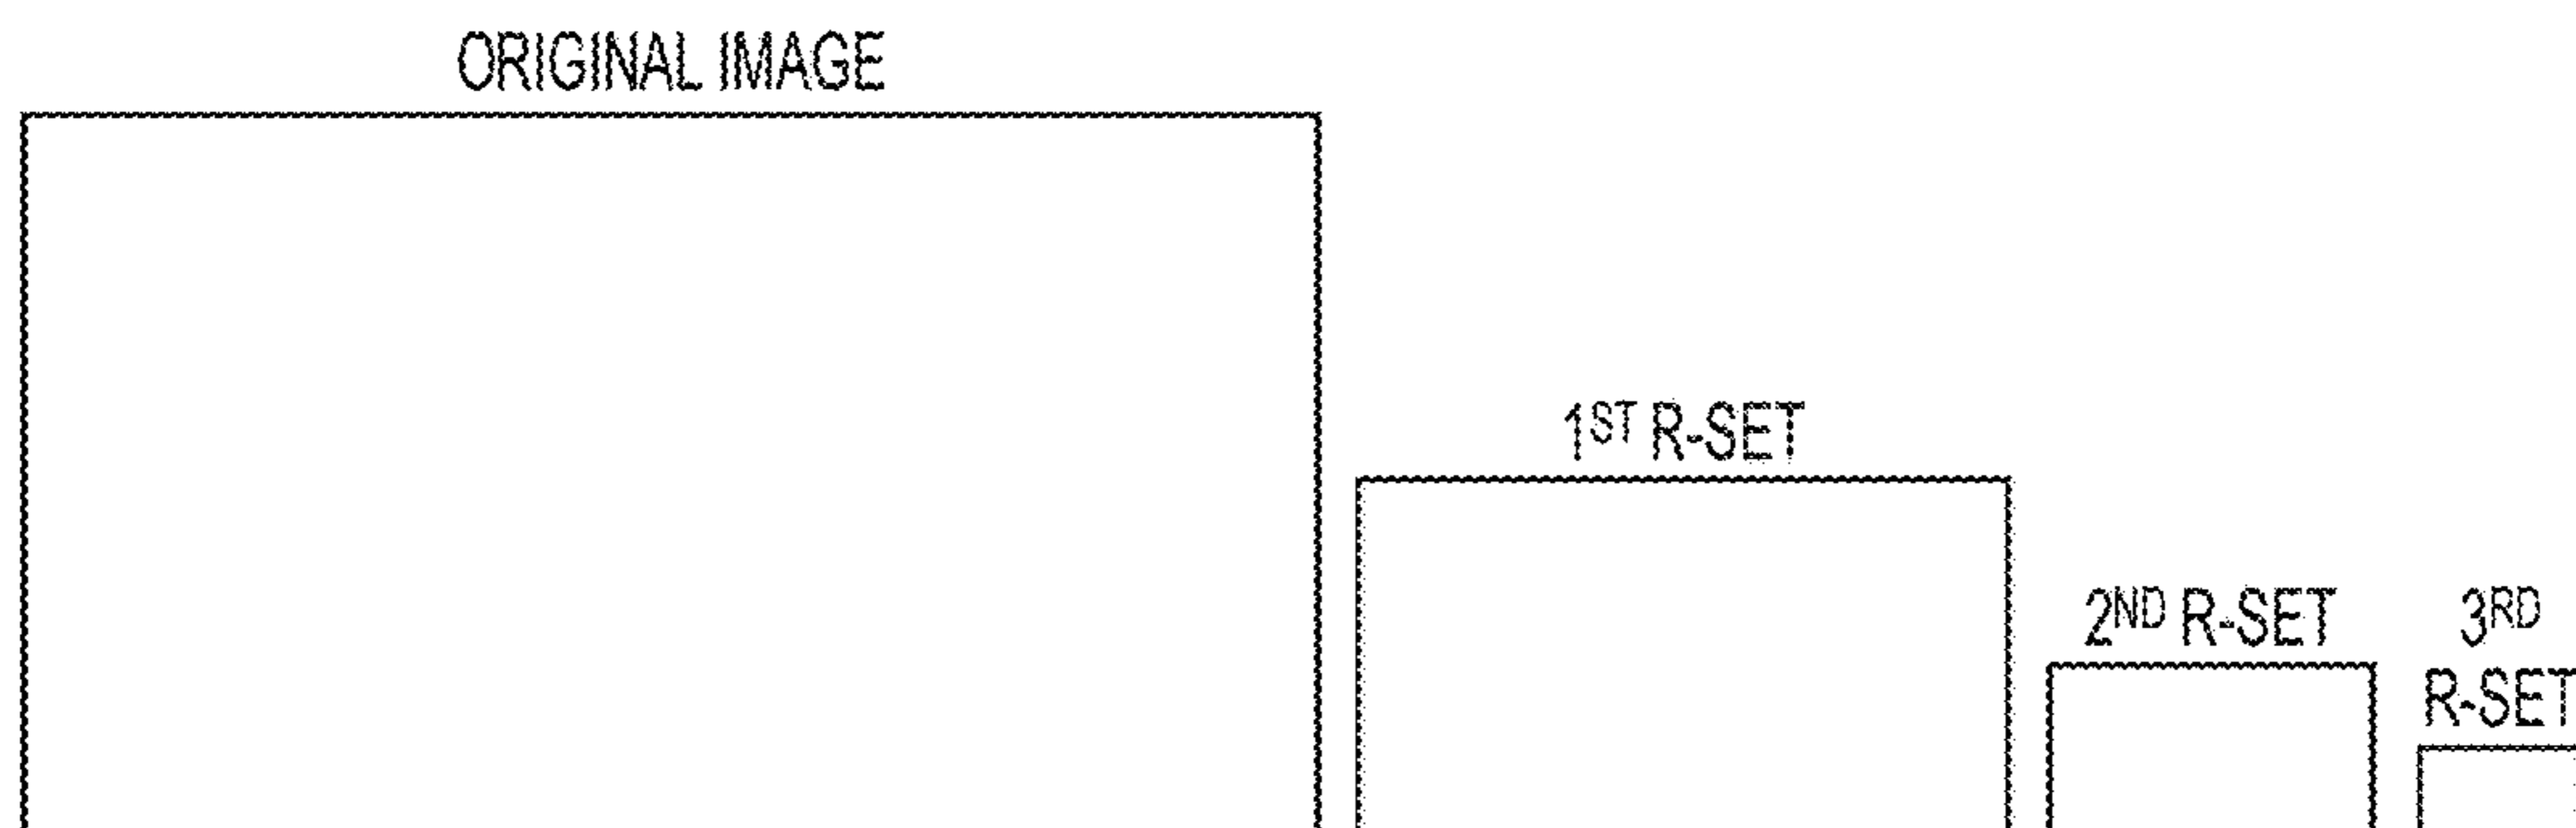 ORIGINAL IMAGE
1ST R-SET
2ND R-SET
3RD
R-SET